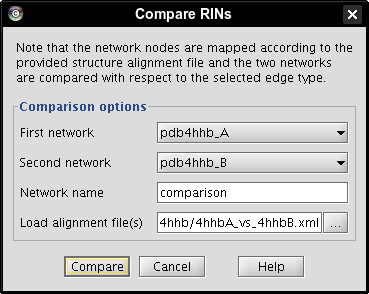 Compare RINs
Note that the network nodes are mapped according to the
provided structure alignment file and the two networks
are compared with respect to the selected edge type.
Comparison options
First network pdb4hhb_A
Second network pdb4hhb_B
Network name comparison
Load alignment file(s) 4hhb/4hhbA_vs_4hhbB.xml ...
Compare Cancel Help